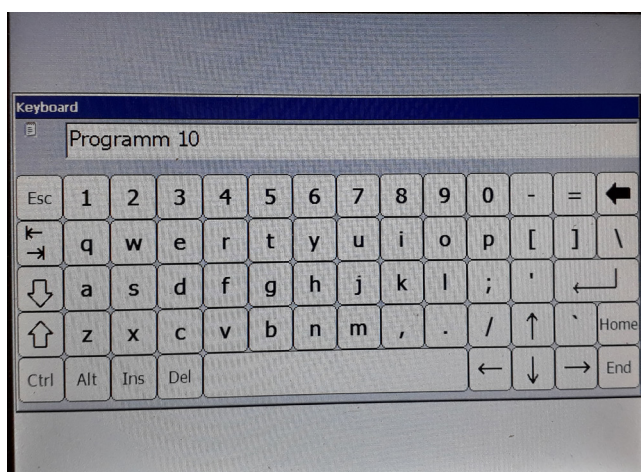 Keyboard
Programm 10
Esc 1 2 3 4 5 6 7 8 9 0 - =
q w e r t y u i o p [ ] \
a s d f g h j k l ; '
z x c v b n m , . / ` Home
Ctrl Alt Ins Del End